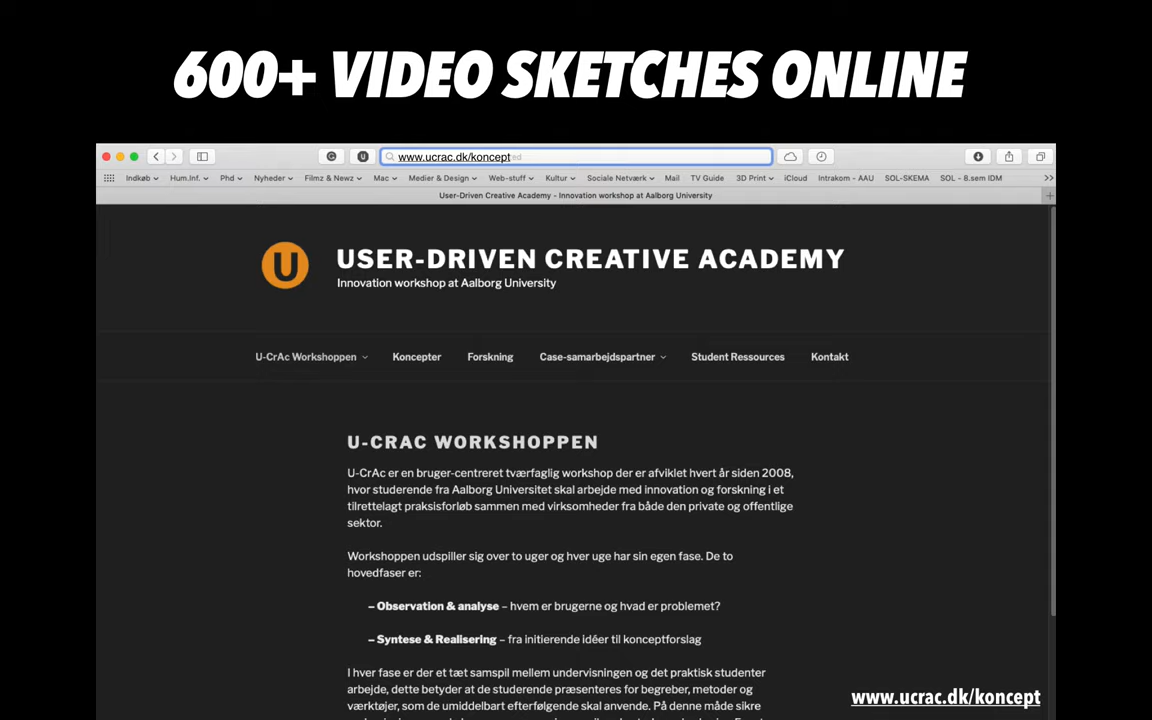 600+ VIDEO SKETCHES ONLINE
www.ucrac.dk/koncept
Indkøb Hum.Inf. Phd Nyheder Filmz & Newz Mac Medier & Design Web-stuff Kultur Sociale Netværk Mail TV Guide 3D Print iCloud Intrakom - AAU SOL-SKEMA SOL - 8.sem IDM
User-Driven Creative Academy - Innovation workshop at Aalborg University
U
USER-DRIVEN CREATIVE ACADEMY
Innovation workshop at Aalborg University
U-CrAc Workshoppen Koncepter Forskning Case-samarbejdspartner Student Ressources Kontakt
U-CRAC WORKSHOPPEN
U-CrAc er en bruger-centreret tværfaglig workshop der er afviklet hvert år siden 2008,
hvor studerende fra Aalborg Universitet skal arbejde med innovation og forskning i et
tilrettelagt praksisforløb sammen med virksomheder fra både den private og offentlige
sektor.
Workshoppen udspiller sig over to uger og hver uge har sin egen fase. De to
hovedfaser er:
– Observation & analyse – hvem er brugerne og hvad er problemet?
– Syntese & Realisering – fra initierende idéer til konceptforslag
I hver fase er der et tæt samspil mellem undervisningen og det praktisk studenter
arbejde, dette betyder at de studerende præsenteres for begreber, metoder og
værktøjer, som de umiddelbart efterfølgende skal anvende. På denne måde sikre
www.ucrac.dk/koncept